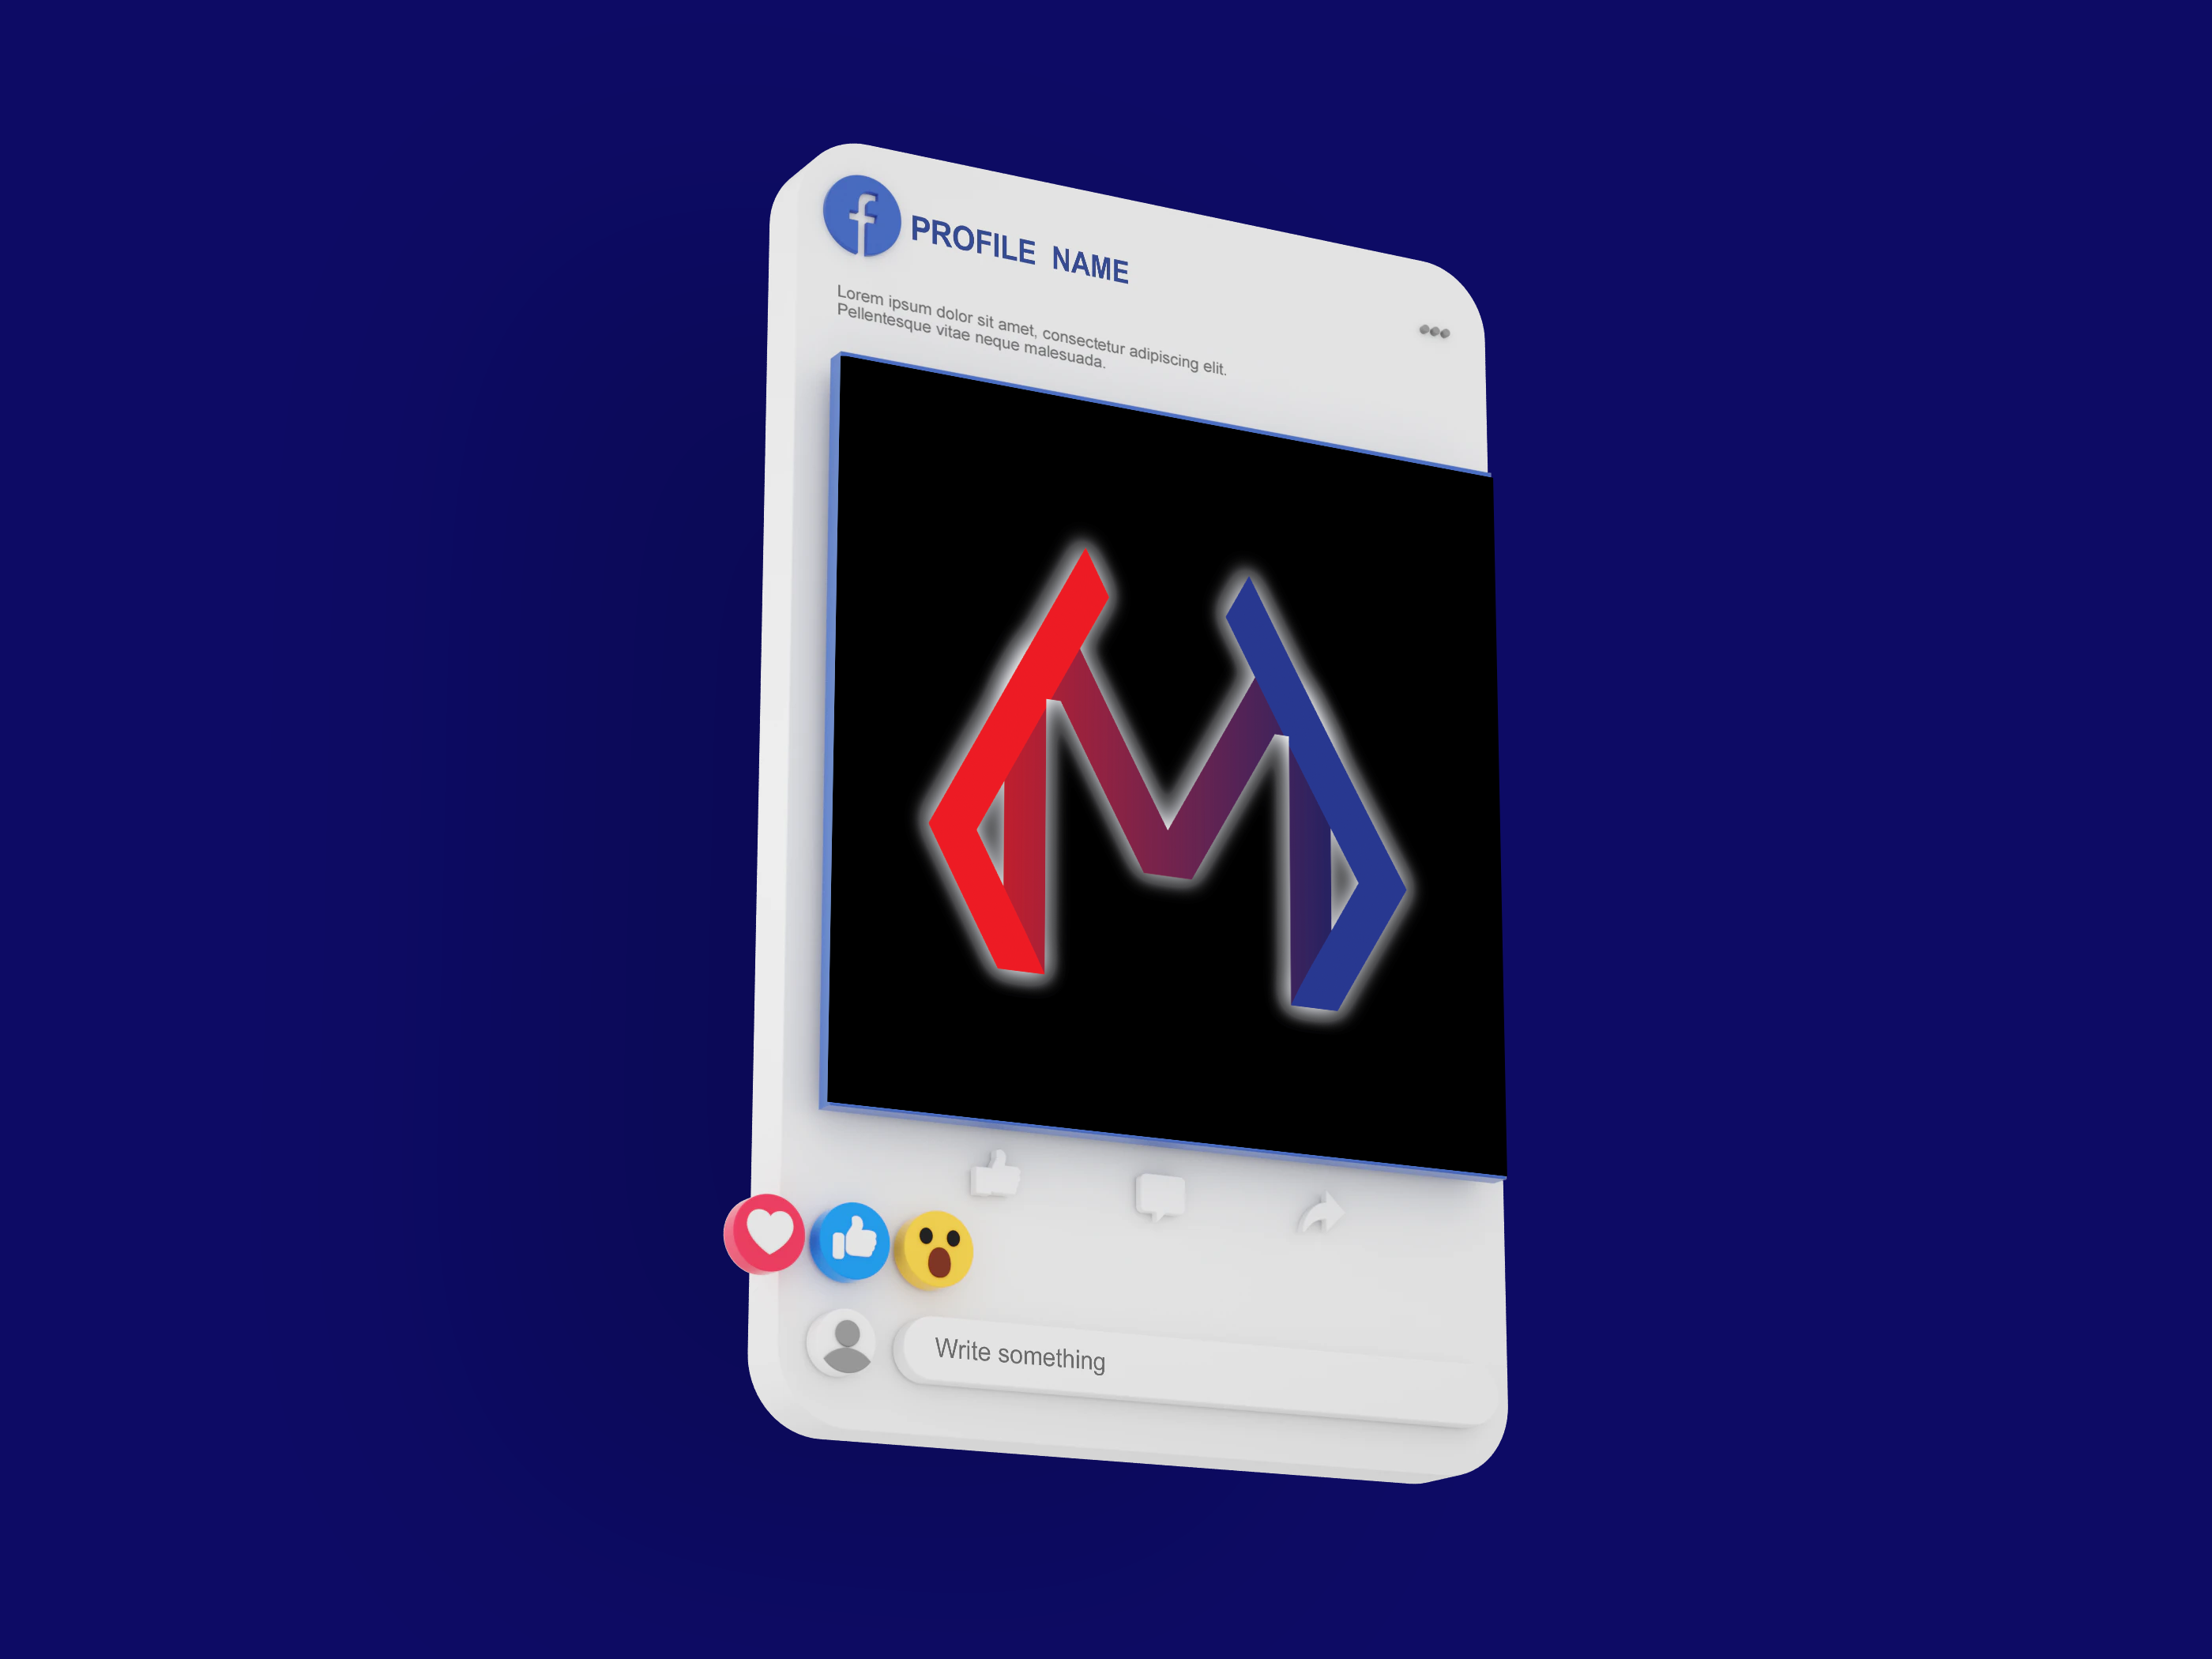 PROFILE NAME
Lorem ipsum dolor sit amet, consectetur adipiscing elit.
Pellentesque vitae neque malesuada.
M
Write something